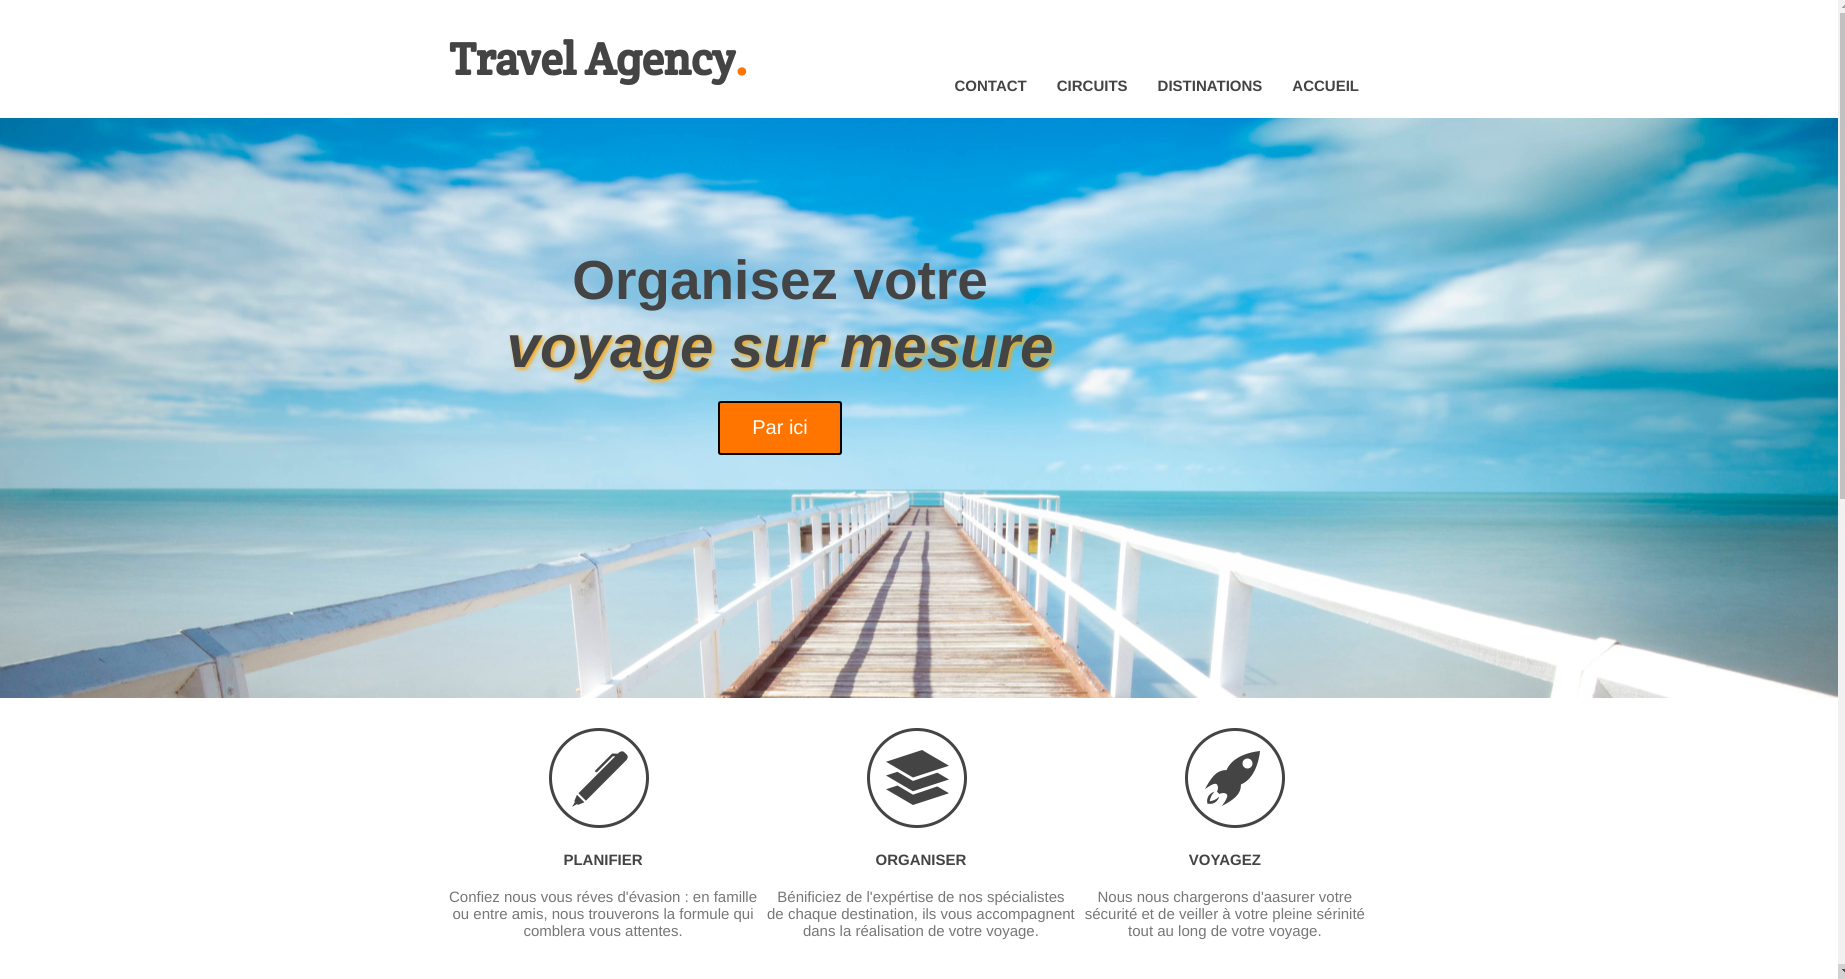 Travel Agency.
CONTACT CIRCUITS DISTINATIONS ACCUEIL
Organisez votre
voyage sur mesure
Par ici
PLANIFIER
Confiez nous vous réves d'évasion : en famille
ou entre amis, nous trouverons la formule qui
comblera vous attentes.
ORGANISER
Bénificiez de l'expértise de nos spécialistes
de chaque destination, ils vous accompagnent
dans la réalisation de votre voyage.
VOYAGEZ
Nous nous chargerons d'aasurer votre
sécurité et de veiller à votre pleine sérinité
tout au long de votre voyage.